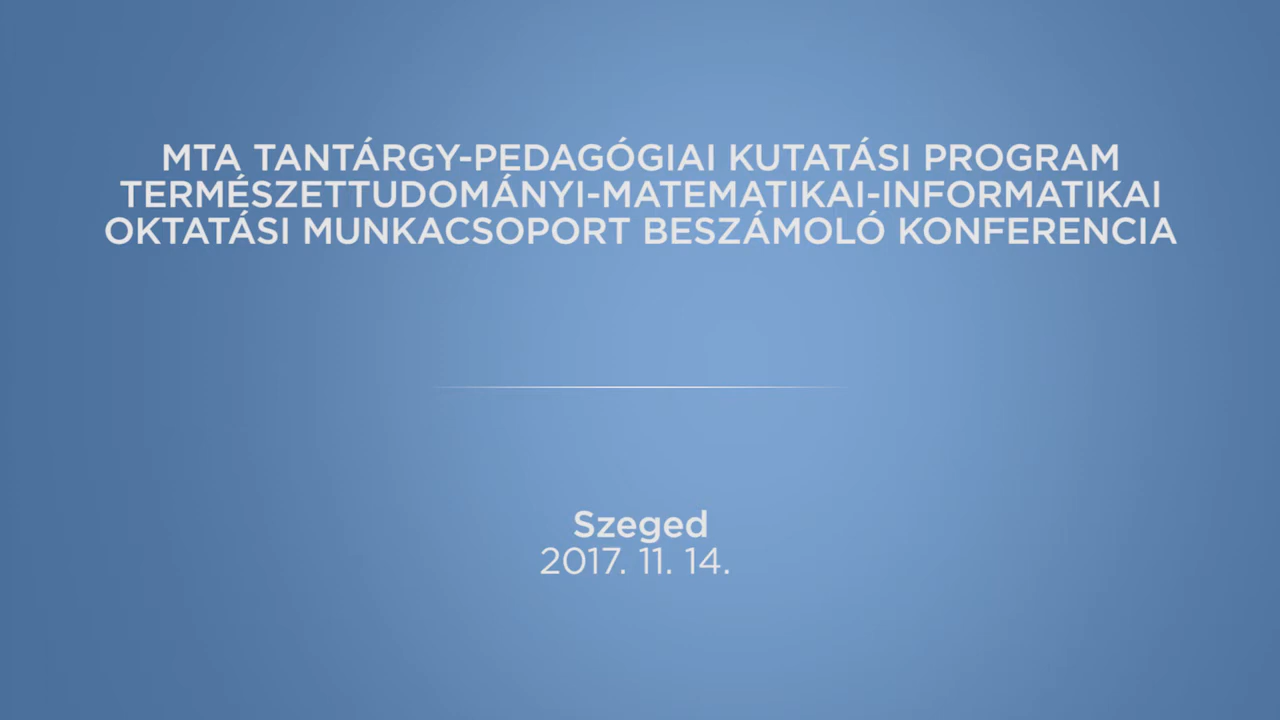 MTA TANTÁRGY-PEDAGÓGIAI KUTATÁSI PROGRAM
TERMÉSZETTUDOMÁNYI-MATEMATIKAI-INFORMATIKAI
OKTATÁSI MUNKACSOPORT BESZÁMOLÓ KONFERENCIA
Szeged
2017. 11. 14.